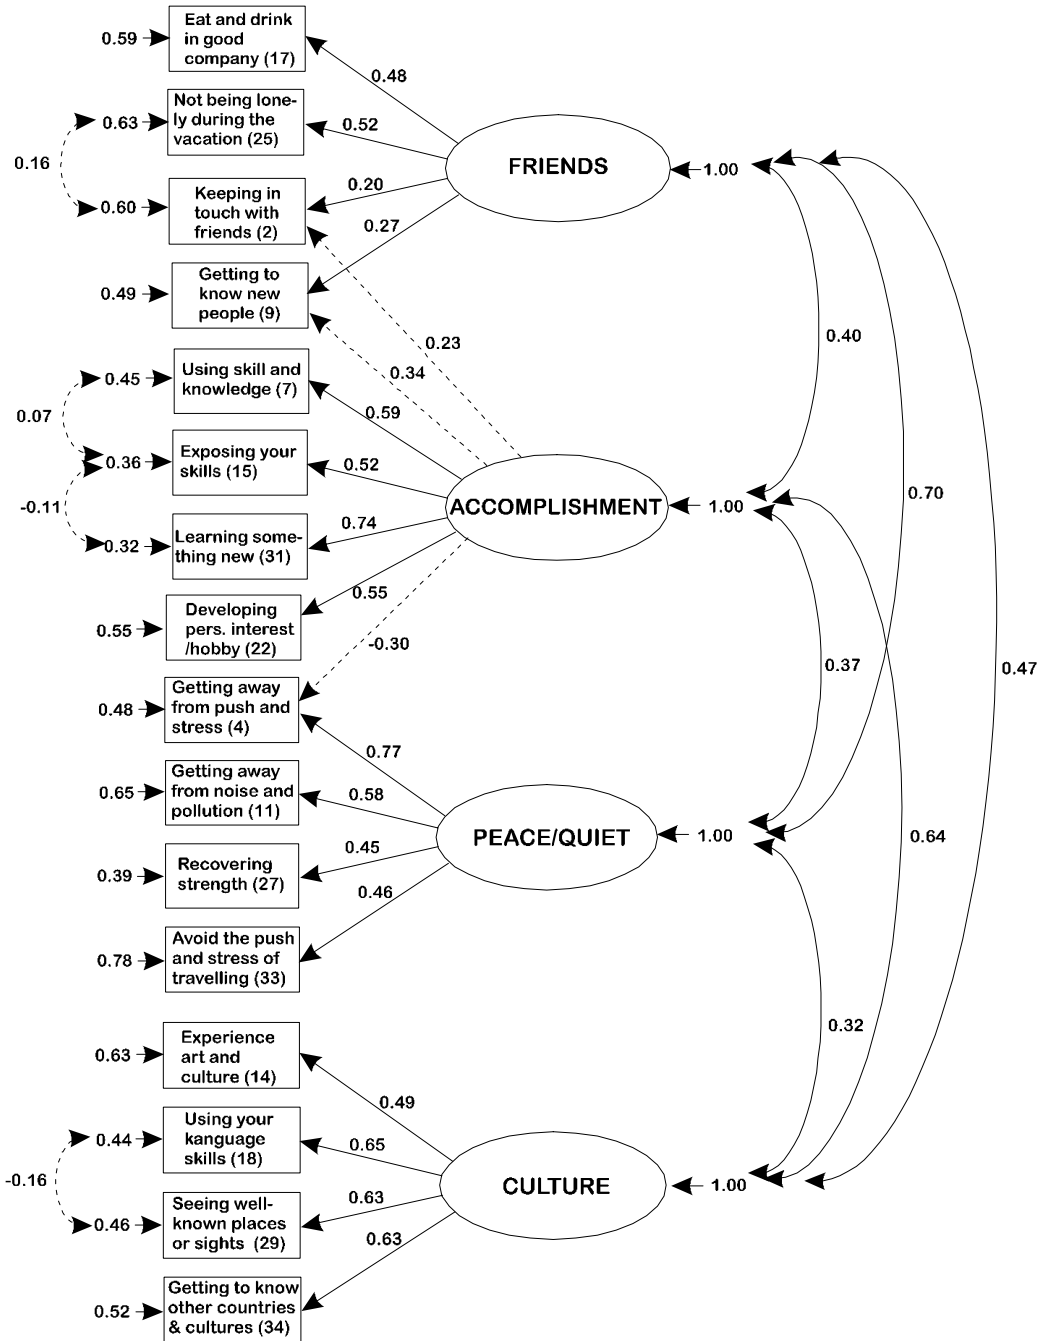 0.59
Eat and drink
in good
company (17)
0.48
0.63
Not being lone-
ly during the
vacation (25)
0.52
0.16
0.60
Keeping in
touch with
friends (2)
0.20
FRIENDS
1.00
0.27
0.49
Getting to
know new
people (9)
0.23
0.34
0.40
0.45
Using skill and
knowledge (7)
0.59
0.07
0.36
Exposing your
skills (15)
0.52
ACCOMPLISHMENT
1.00
0.70
-0.11
0.32
Learning some-
thing new (31)
0.74
0.55
0.55
Developing
pers. interest
/hobby (22)
-0.30
0.37
0.47
0.48
Getting away
from push and
stress (4)
0.77
0.65
Getting away
from noise and
pollution (11)
0.58
PEACE/QUIET
1.00
0.64
0.39
Recovering
strength (27)
0.45
0.46
0.78
Avoid the push
and stress of
travelling (33)
0.32
0.63
Experience
art and
culture (14)
0.49
0.44
Using your
kanguage
skills (18)
0.65
-0.16
CULTURE
1.00
0.46
Seeing well-
known places
or sights (29)
0.63
0.63
0.52
Getting to know
other countries
& cultures (34)